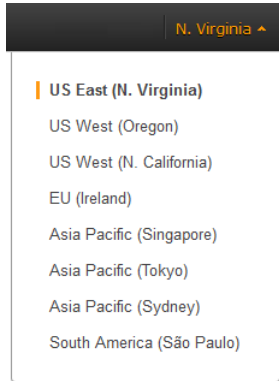 N. Virginia
US East (N. Virginia)
US West (Oregon)
US West (N. California)
EU (Ireland)
Asia Pacific (Singapore)
Asia Pacific (Tokyo)
Asia Pacific (Sydney)
South America (São Paulo)